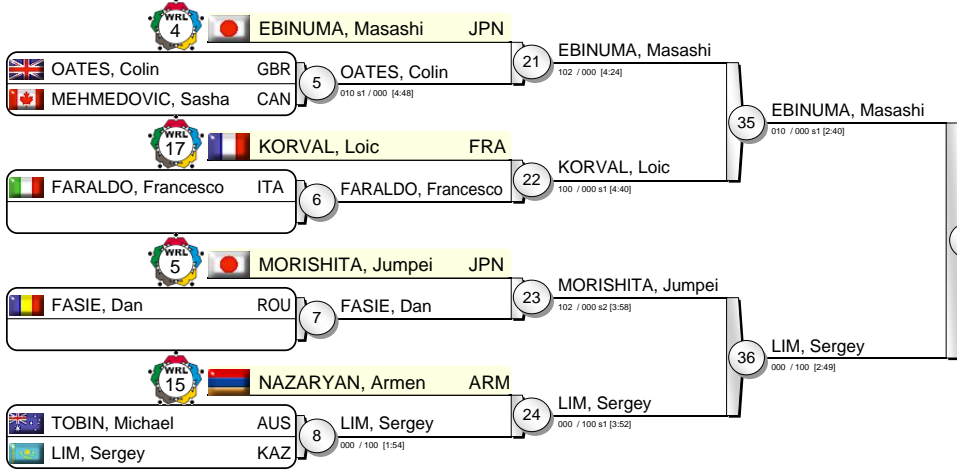 WRL 4 EBINUMA, Masashi JPN
OATES, Colin GBR
MEHMEDOVIC, Sasha CAN
5 OATES, Colin
010 s1 / 000 [4:48]
21 EBINUMA, Masashi
102 / 000 [4:24]
WRL 17 KORVAL, Loic FRA
FARALDO, Francesco ITA
6 FARALDO, Francesco
22 KORVAL, Loic
100 / 000 s1 [4:40]
35 EBINUMA, Masashi
010 / 000 s1 [2:40]
WRL 5 MORISHITA, Jumpei JPN
FASIE, Dan ROU
7 FASIE, Dan
23 MORISHITA, Jumpei
102 / 000 s2 [3:58]
WRL 15 NAZARYAN, Armen ARM
TOBIN, Michael AUS
LIM, Sergey KAZ
8 LIM, Sergey
000 / 100 [1:54]
24 LIM, Sergey
000 / 100 s1 [3:52]
36 LIM, Sergey
000 / 100 [2:49]